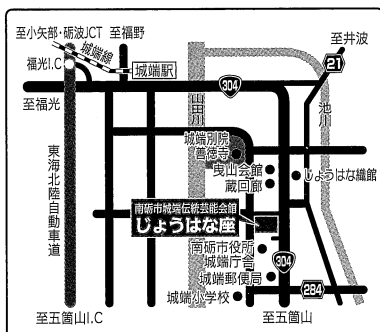 至小矢部・砺波JCT
至福野
至井波
城端線
福光I.C
城端駅
21
304
至福光
山田川
池川
城端別院
善徳寺
曳山会館
蔵回廊
じょうはな織館
東海北陸自動車道
南砺市城端伝統芸能会館
じょうはな座
南砺市役所
城端庁舎
304
城端郵便局
284
城端小学校
至五箇山I.C
至五箇山